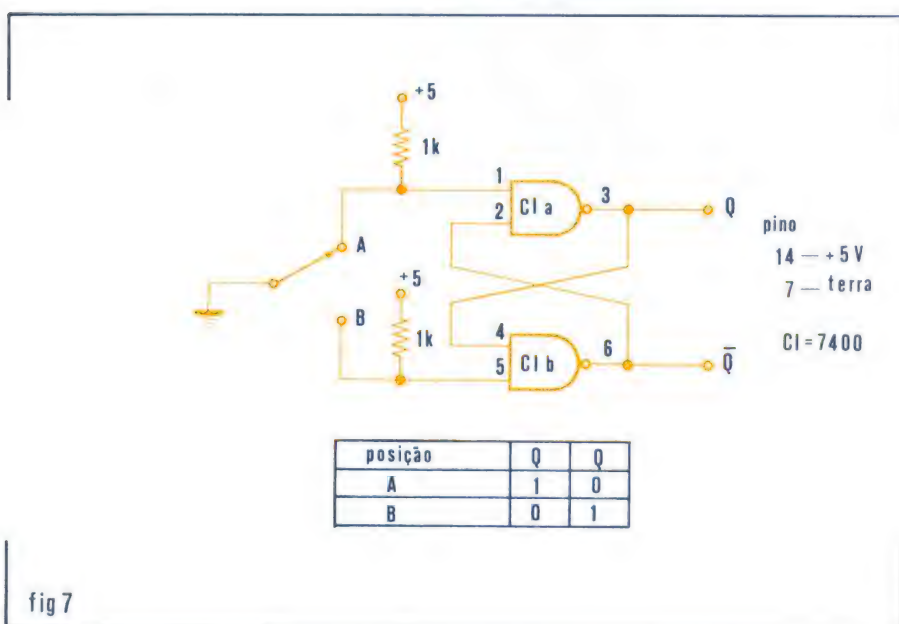 +5
1k
1
2
CI a
3
Q
A
pino
14 — +5 V
7 — terra
+5
B
1k
4
5
CI b
6
Q̅
CI = 7400
posição Q Q
A 1 0
B 0 1
fig 7